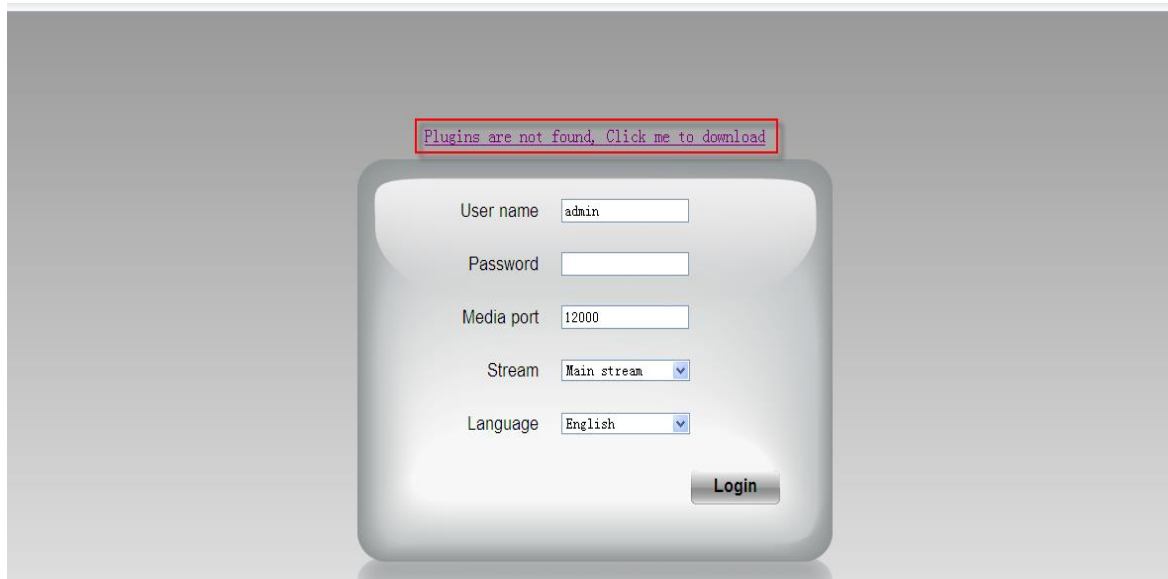 Plugins are not found, Click me to download
User name admin
Password
Media port 12000
Stream Main stream
Language English
Login